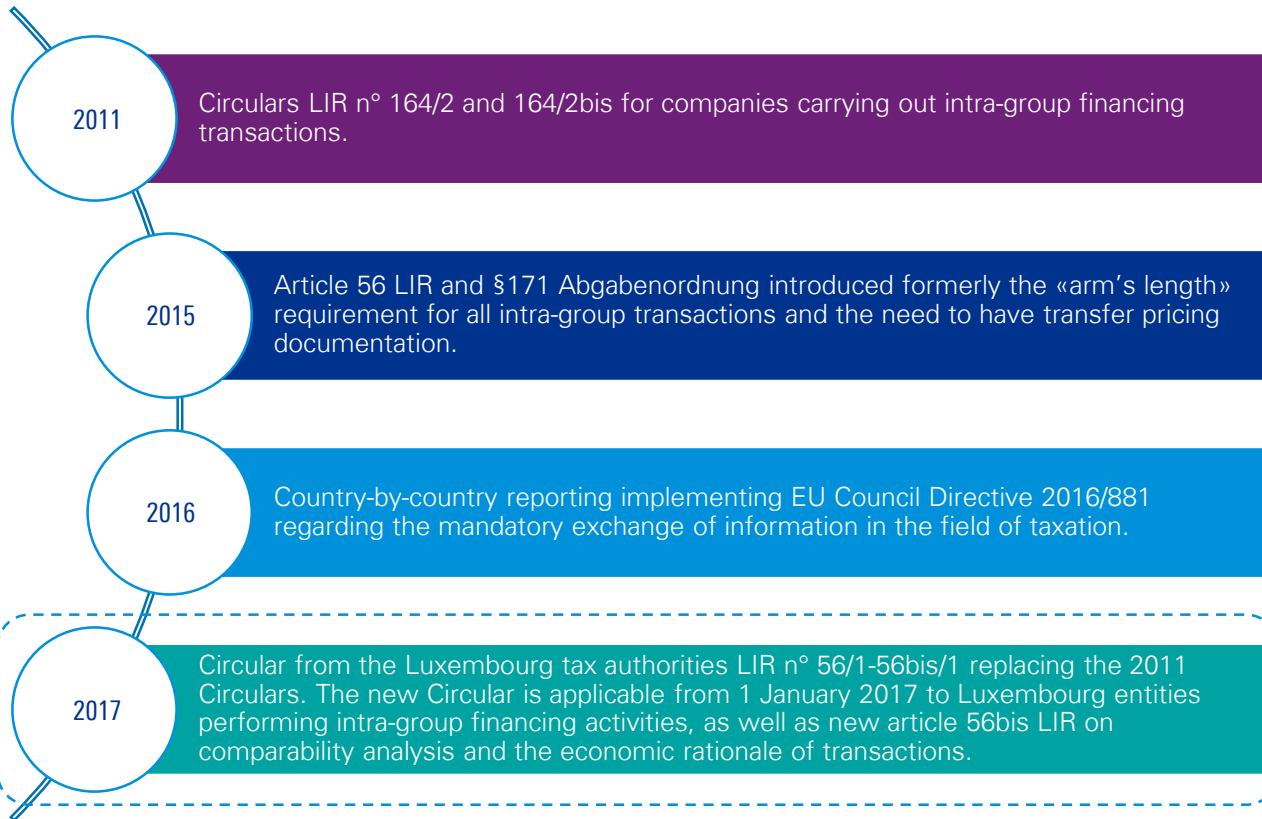 2011
Circulars LIR n° 164/2 and 164/2bis for companies carrying out intra-group financing
transactions.
2015
Article 56 LIR and §171 Abgabenordnung introduced formerly the «arm's length»
requirement for all intra-group transactions and the need to have transfer pricing
documentation.
2016
Country-by-country reporting implementing EU Council Directive 2016/881
regarding the mandatory exchange of information in the field of taxation.
2017
Circular from the Luxembourg tax authorities LIR n° 56/1-56bis/1 replacing the 2011
Circulars. The new Circular is applicable from 1 January 2017 to Luxembourg entities
performing intra-group financing activities, as well as new article 56bis LIR on
comparability analysis and the economic rationale of transactions.